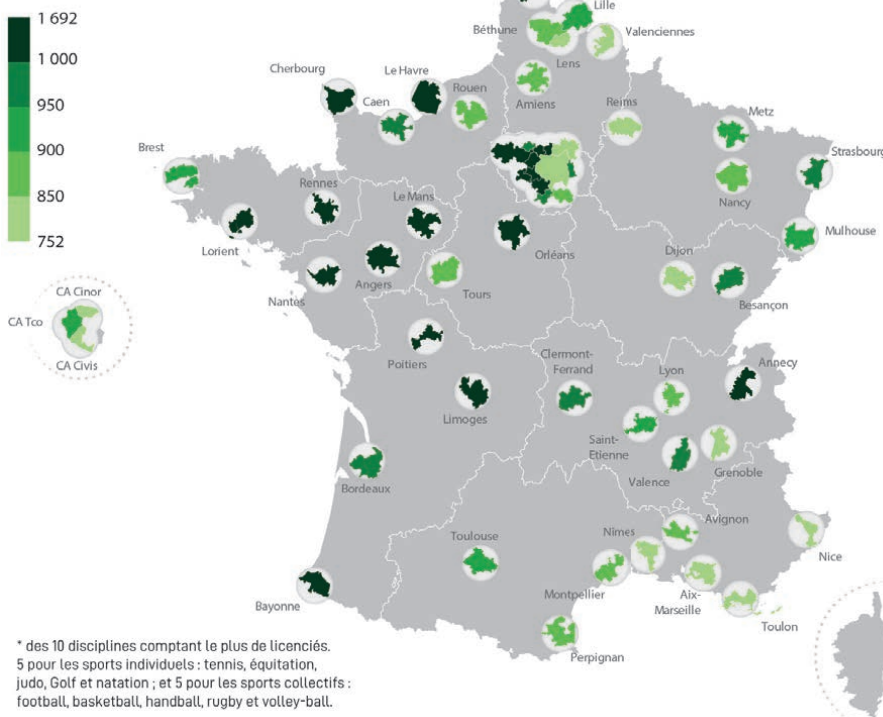 1 692
1 000
950
900
850
752
Lille
Béthune
Valenciennes
Lens
Cherbourg
Le Havre
Rouen
Amiens
Caen
Reims
Metz
Brest
Strasbourg
Rennes
Le Mans
Nancy
Lorient
Orléans
Mulhouse
Nantes
Angers
Tours
Dijon
Besançon
CA Cinor
CA Tco
CA Civis
Poitiers
Clermont-
Ferrand
Lyon
Annecy
Limoges
Saint-
Etienne
Valence
Grenoble
Bordeaux
Toulouse
Nîmes
Avignon
Nice
Bayonne
Montpellier
Aix-
Marseille
Toulon
Perpignan
* des 10 disciplines comptant le plus de licenciés.
5 pour les sports individuels : tennis, équitation,
judo, Golf et natation ; et 5 pour les sports collectifs :
football, basketball, handball, rugby et volley-ball.